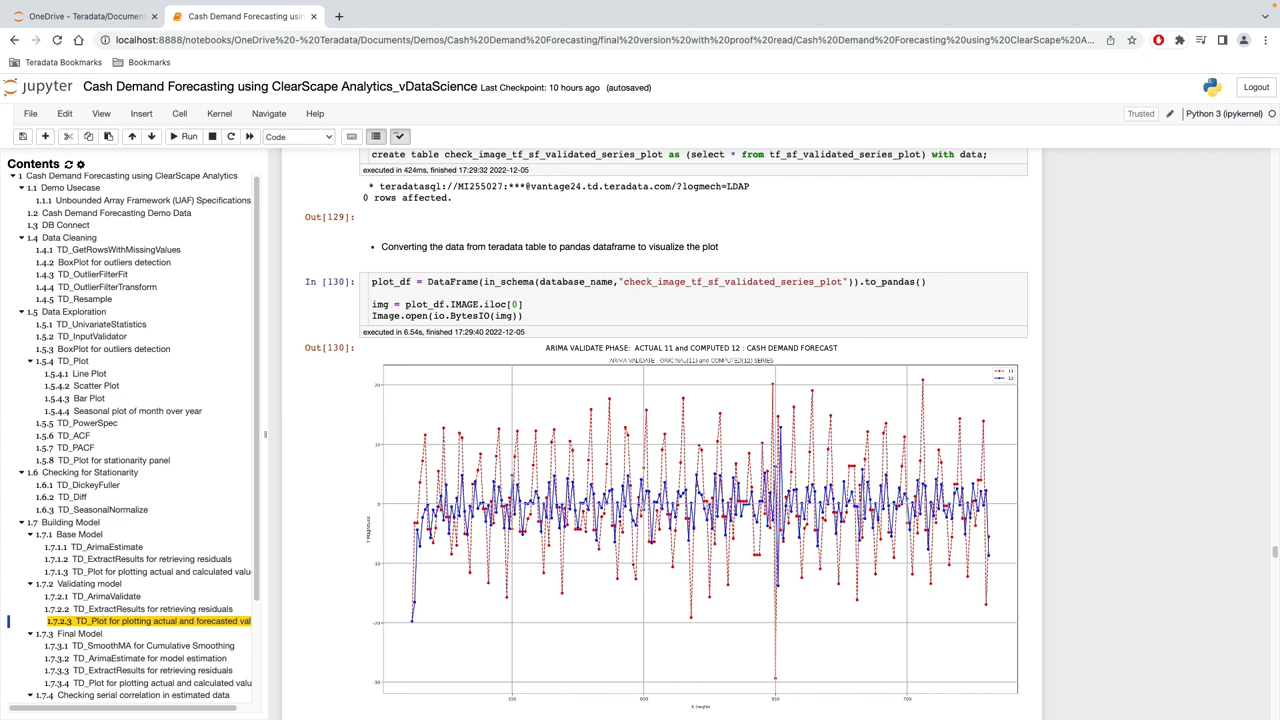 OneDrive - Teradata/Document
Cash Demand Forecasting usin
localhost:8888/notebooks/OneDrive%20-%20Teradata/Documents/Demos/Cash%20Demand%20Forecasting/final%20version%20with%20proof%20read/Cash%20Demand%20Forecasting%20using%20ClearScape%20A...
Teradata Bookmarks
Bookmarks
jupyter
Cash Demand Forecasting using ClearScape Analytics_vDataScience
Last Checkpoint: 10 hours ago (autosaved)
Logout
File Edit View Insert Cell Kernel Navigate Help
Trusted
Python 3 (ipykernel)
Run
Code
Contents
1 Cash Demand Forecasting using ClearScape Analytics
1.1 Demo Usecase
1.1.1 Unbounded Array Framework (UAF) Specifications
1.2 Cash Demand Forecasting Demo Data
1.3 DB Connect
1.4 Data Cleaning
1.4.1 TD_GetRowsWithMissingValues
1.4.2 BoxPlot for outliers detection
1.4.3 TD_OutlierFilterFit
1.4.4 TD_OutlierFilterTransform
1.4.5 TD_Resample
1.5 Data Exploration
1.5.1 TD_UnivariateStatistics
1.5.2 TD_InputValidator
1.5.3 BoxPlot for outliers detection
1.5.4 TD_Plot
1.5.4.1 Line Plot
1.5.4.2 Scatter Plot
1.5.4.3 Bar Plot
1.5.4.4 Seasonal plot of month over year
1.5.5 TD_PowerSpec
1.5.6 TD_ACF
1.5.7 TD_PACF
1.5.8 TD_Plot for stationarity panel
1.6 Checking for Stationarity
1.6.1 TD_DickeyFuller
1.6.2 TD_Diff
1.6.3 TD_SeasonalNormalize
1.7 Building Model
1.7.1 Base Model
1.7.1.1 TD_ArimaEstimate
1.7.1.2 TD_ExtractResults for retrieving residuals
1.7.1.3 TD_Plot for plotting actual and calculated valu
1.7.2 Validating model
1.7.2.1 TD_ArimaValidate
1.7.2.2 TD_ExtractResults for retrieving residuals
1.7.2.3 TD_Plot for plotting actual and forecasted val
1.7.3 Final Model
1.7.3.1 TD_SmoothMA for Cumulative Smoothing
1.7.3.2 TD_ArimaEstimate for model estimation
1.7.3.3 TD_ExtractResults for retrieving residuals
1.7.3.4 TD_Plot for plotting actual and calculated valu
1.7.4 Checking serial correlation in estimated data
create table check_image_tf_sf_validated_series_plot as (select * from tf_sf_validated_series_plot) with data;
executed in 424ms, finished 17:29:32 2022-12-05
* teradatasql://MI255027:***@vantage24.td.teradata.com/?logmech=LDAP
0 rows affected.
Out[129]:
• Converting the data from teradata table to pandas dataframe to visualize the plot
In [130]:
plot_df = DataFrame(in_schema(database_name,"check_image_tf_sf_validated_series_plot")).to_pandas()
img = plot_df.IMAGE.iloc[0]
Image.open(io.BytesIO(img))
executed in 6.54s, finished 17:29:40 2022-12-05
Out[130]:
ARIMA VALIDATE PHASE: ACTUAL 11 and COMPUTED 12 : CASH DEMAND FORECAST
ARIMA VALIDATE ORIGINAL(11) and COMPUTED(12) SERIES
11
12
20
10
0
-10
-20
-30
550
600
650
700